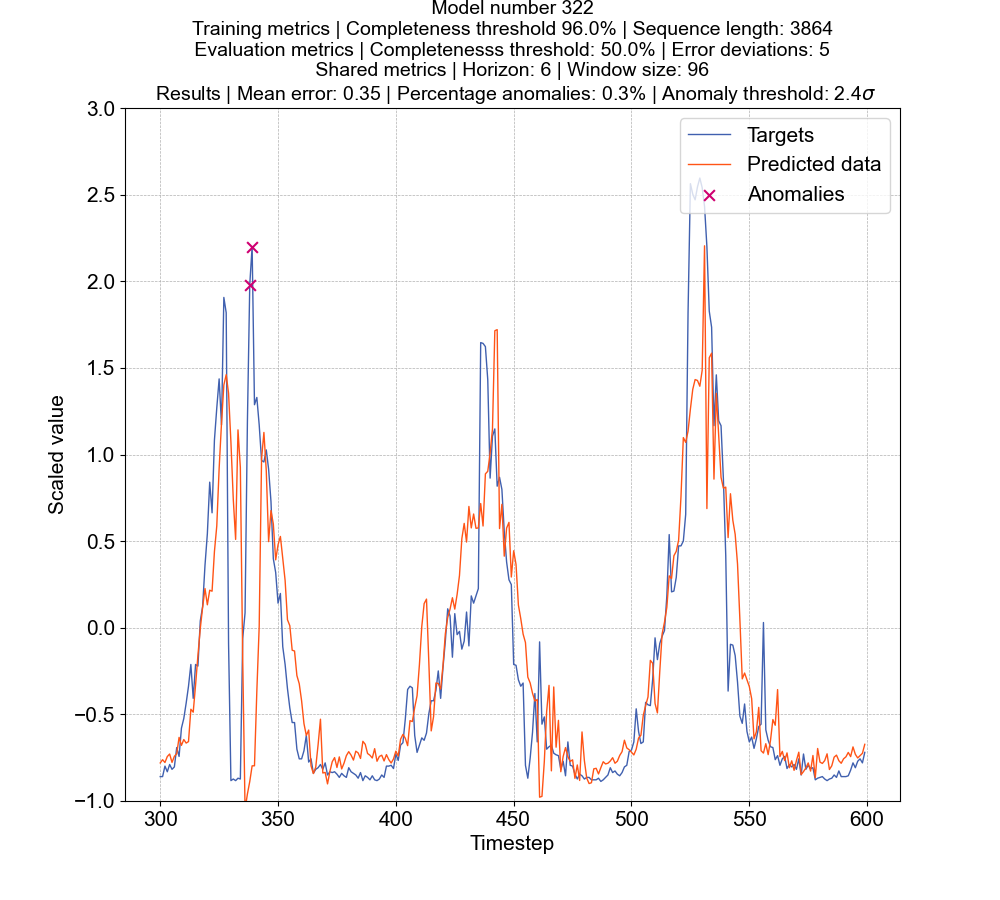 Model number 322
Training metrics | Completeness threshold 96.0% | Sequence length: 3864
Evaluation metrics | Completenesss threshold: 50.0% | Error deviations: 5
Shared metrics | Horizon: 6 | Window size: 96
Results | Mean error: 0.35 | Percentage anomalies: 0.3% | Anomaly threshold: 2.4σ
3.0
2.5
2.0
1.5
1.0
0.5
0.0
−0.5
−1.0
Scaled value
Targets
Predicted data
Anomalies
300 350 400 450 500 550 600
Timestep